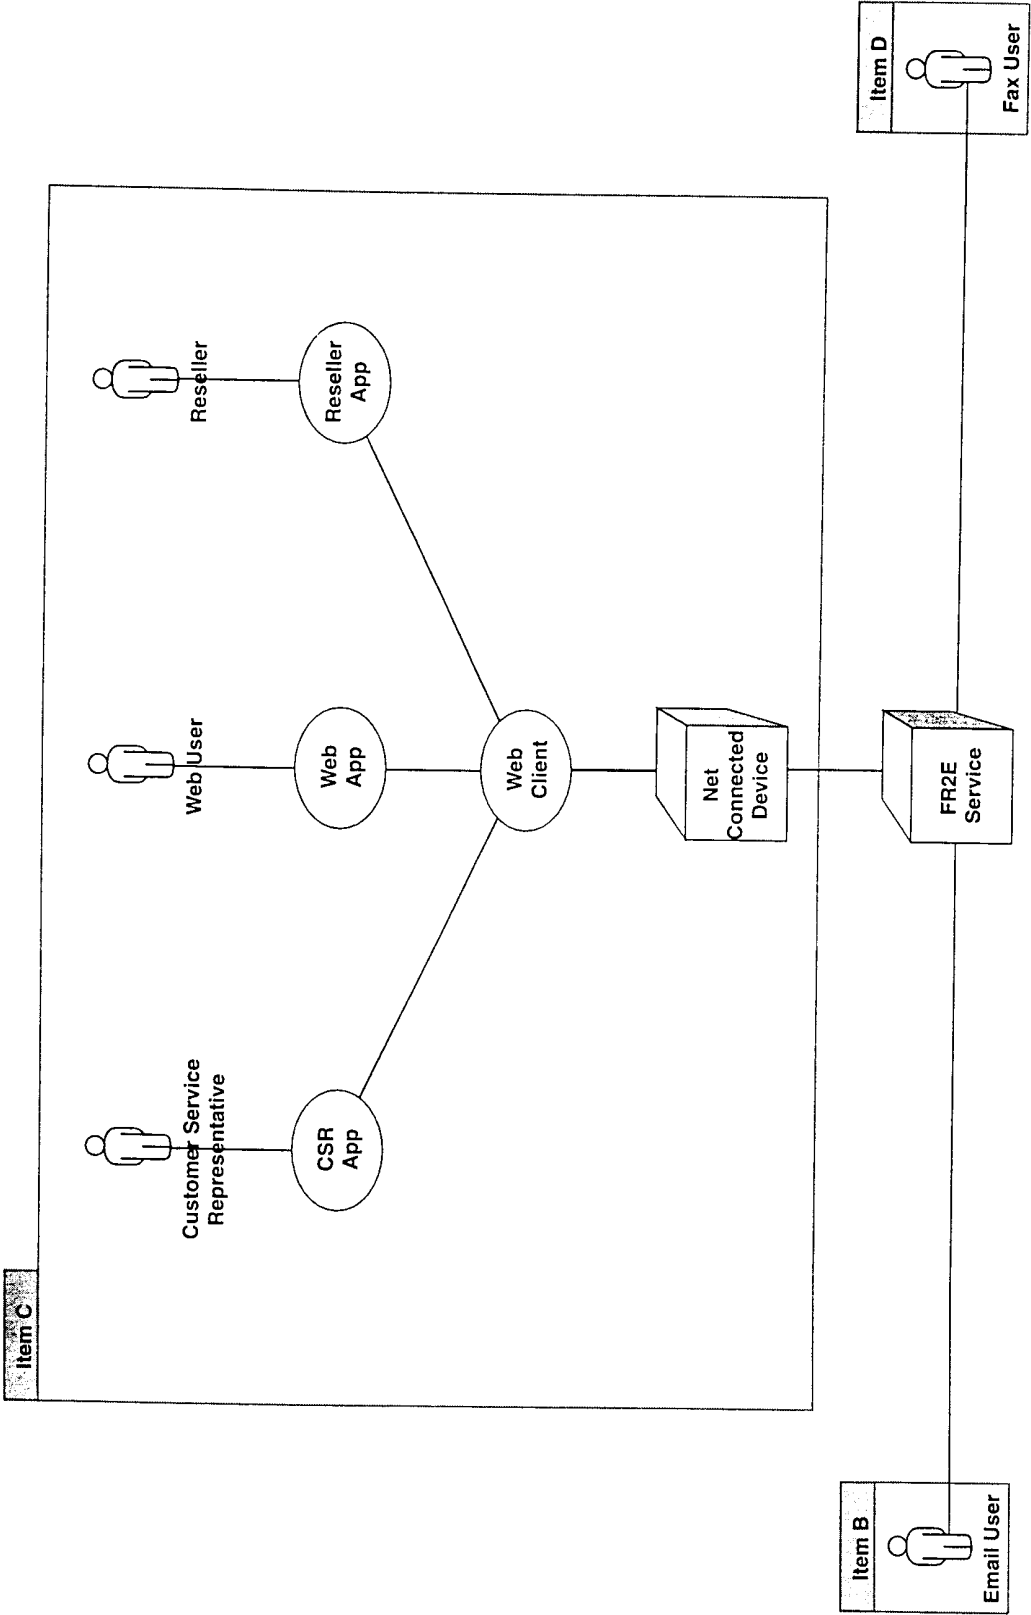 Item C
Customer Service
Representative
Web User
Reseller
CSR
App
Web
App
Reseller
App
Web
Client
Net
Connected
Device
Item B
Email User
FR2E
Service
Item D
Fax User